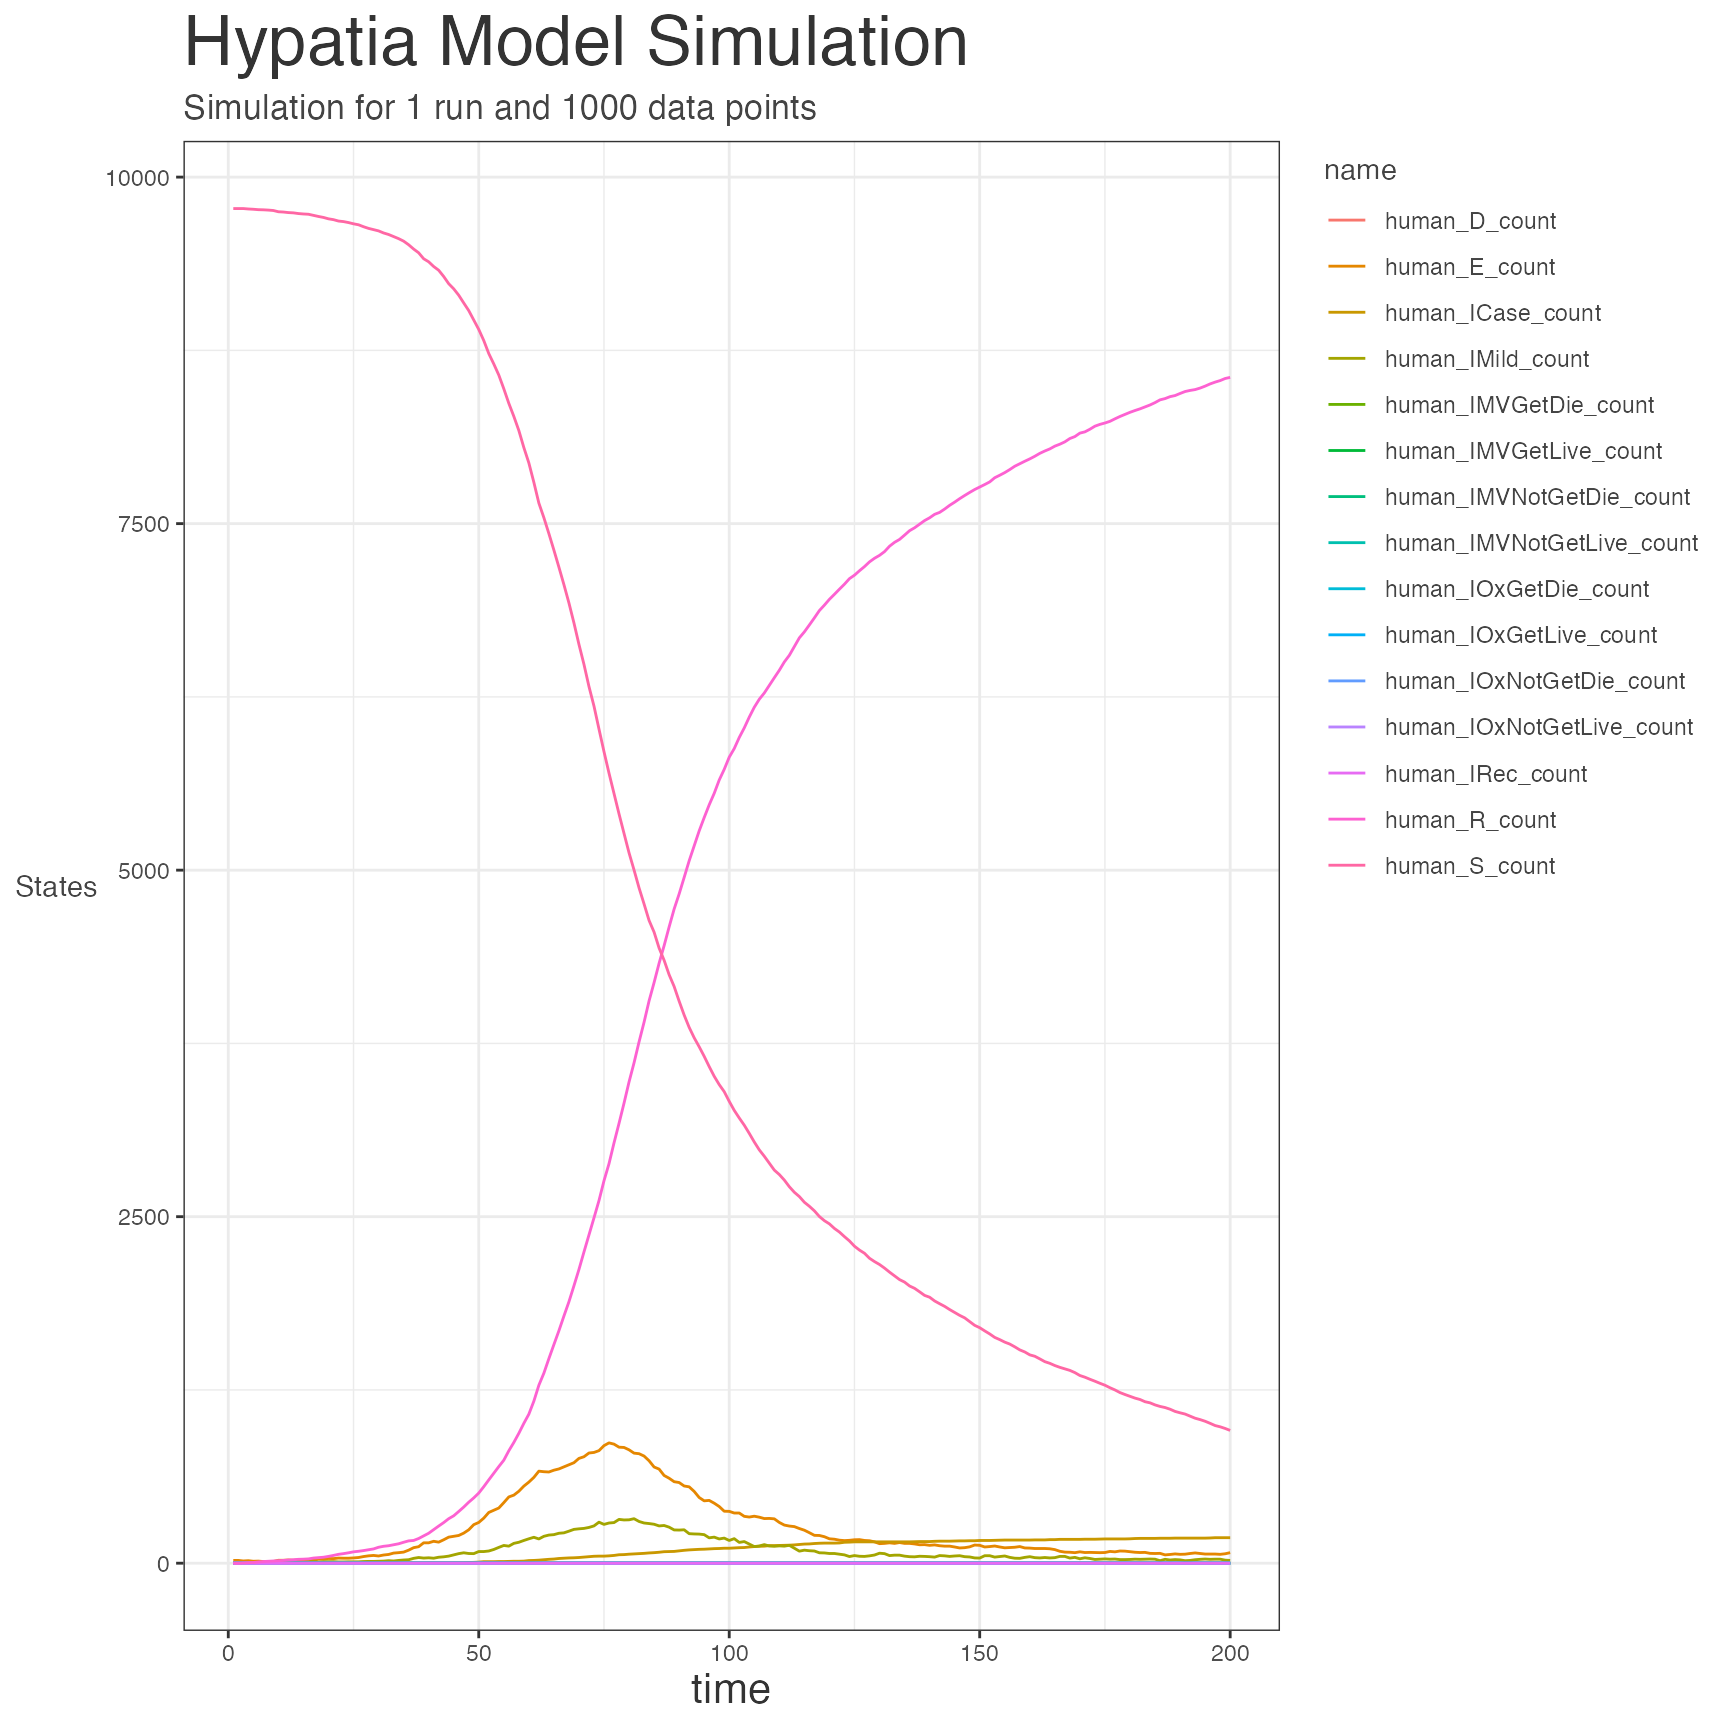 Hypatia Model Simulation
Simulation for 1 run and 1000 data points
10000
7500
5000
2500
0
States
0 50 100 150 200
time
name
human_D_count
human_E_count
human_ICase_count
human_IMild_count
human_IMVGetDie_count
human_IMVGetLive_count
human_IMVNotGetDie_count
human_IMVNotGetLive_count
human_IOxGetDie_count
human_IOxGetLive_count
human_IOxNotGetDie_count
human_IOxNotGetLive_count
human_IRec_count
human_R_count
human_S_count